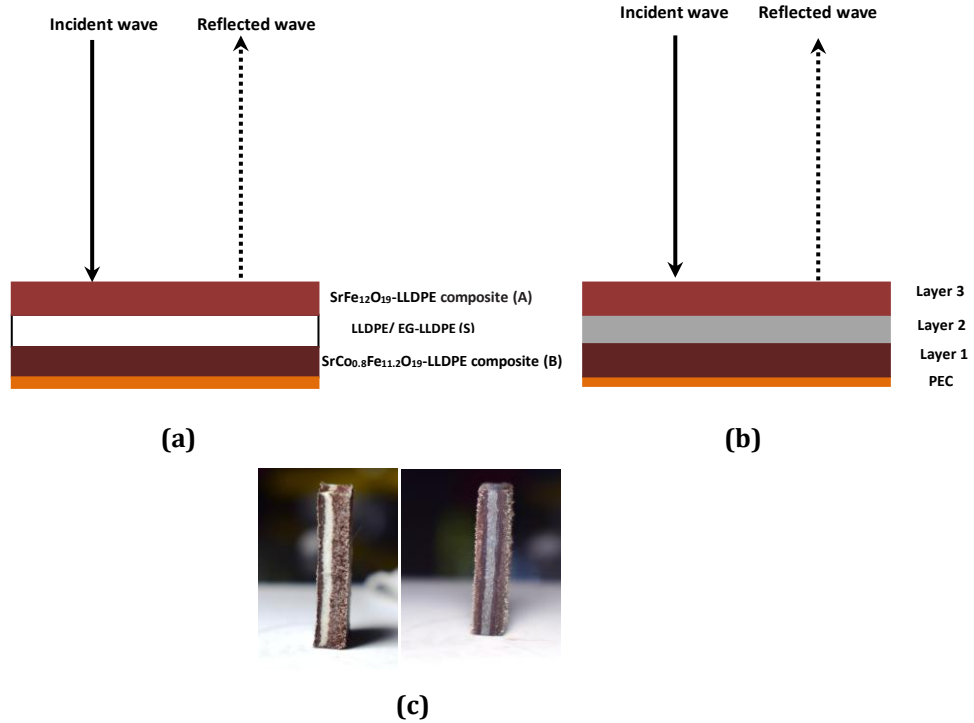 Incident wave
Reflected wave
SrFe₁₂O₁₉-LLDPE composite (A)
LLDPE/ EG-LLDPE (S)
SrCo₀.₈Fe₁₁.₂O₁₉-LLDPE composite (B)
(a)
Incident wave
Reflected wave
Layer 3
Layer 2
Layer 1
PEC
(b)
(c)